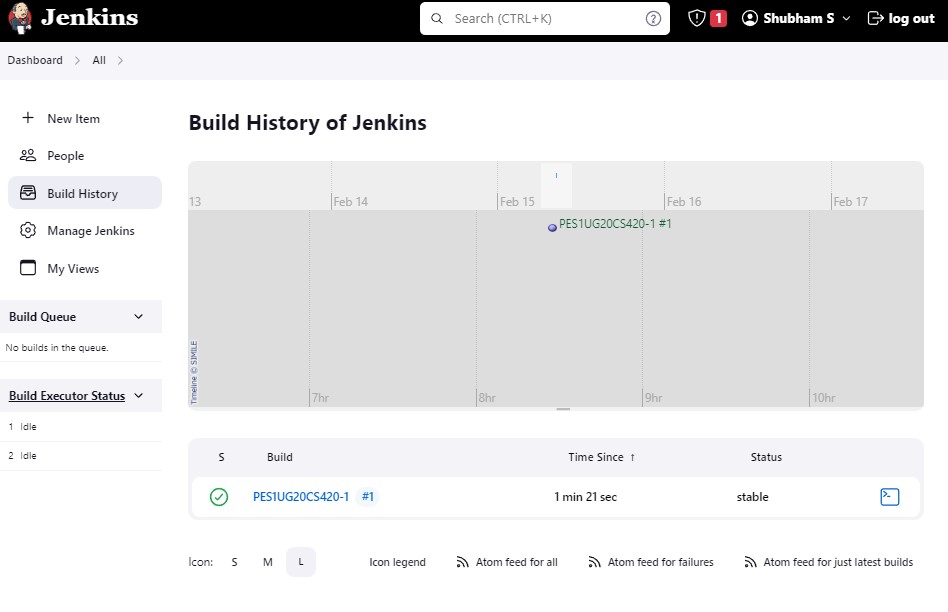 Jenkins
Search (CTRL+K)
?
1
Shubham S
log out
Dashboard
All
New Item
People
Build History
Manage Jenkins
My Views
Build Queue
No builds in the queue.
Build Executor Status
1 Idle
2 Idle
Build History of Jenkins
13 Feb 14 Feb 15 Feb 16 Feb 17
PES1UG20CS420-1 #1
Timeline © SIMILE
7hr 8hr 9hr 10hr
S Build Time Since ↑ Status
PES1UG20CS420-1 #1 1 min 21 sec stable
Icon: S M L Icon legend Atom feed for all Atom feed for failures Atom feed for just latest builds